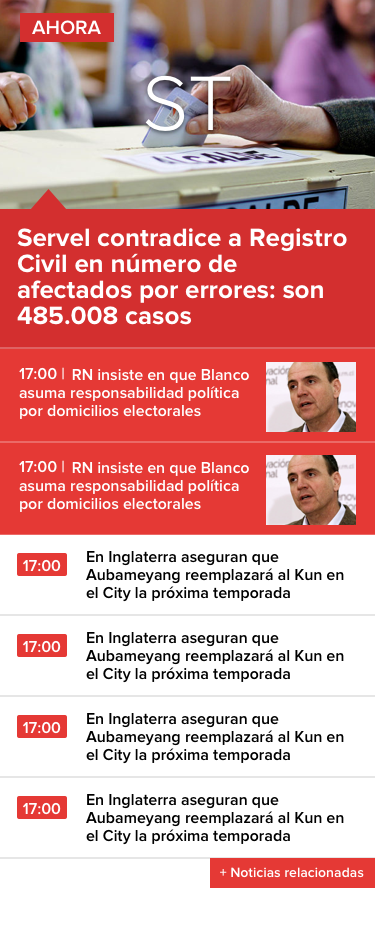 AHORA
ST
ALCALDE
ALCALDE
Servel contradice a Registro
Civil en número de
afectados por errores: son
485.008 casos
17:00 | RN insiste en que Blanco
asuma responsabilidad política
por domicilios electorales
17:00 | RN insiste en que Blanco
asuma responsabilidad política
por domicilios electorales
17:00 En Inglaterra aseguran que
Aubameyang reemplazará al Kun en
el City la próxima temporada
17:00 En Inglaterra aseguran que
Aubameyang reemplazará al Kun en
el City la próxima temporada
17:00 En Inglaterra aseguran que
Aubameyang reemplazará al Kun en
el City la próxima temporada
17:00 En Inglaterra aseguran que
Aubameyang reemplazará al Kun en
el City la próxima temporada
+ Noticias relacionadas